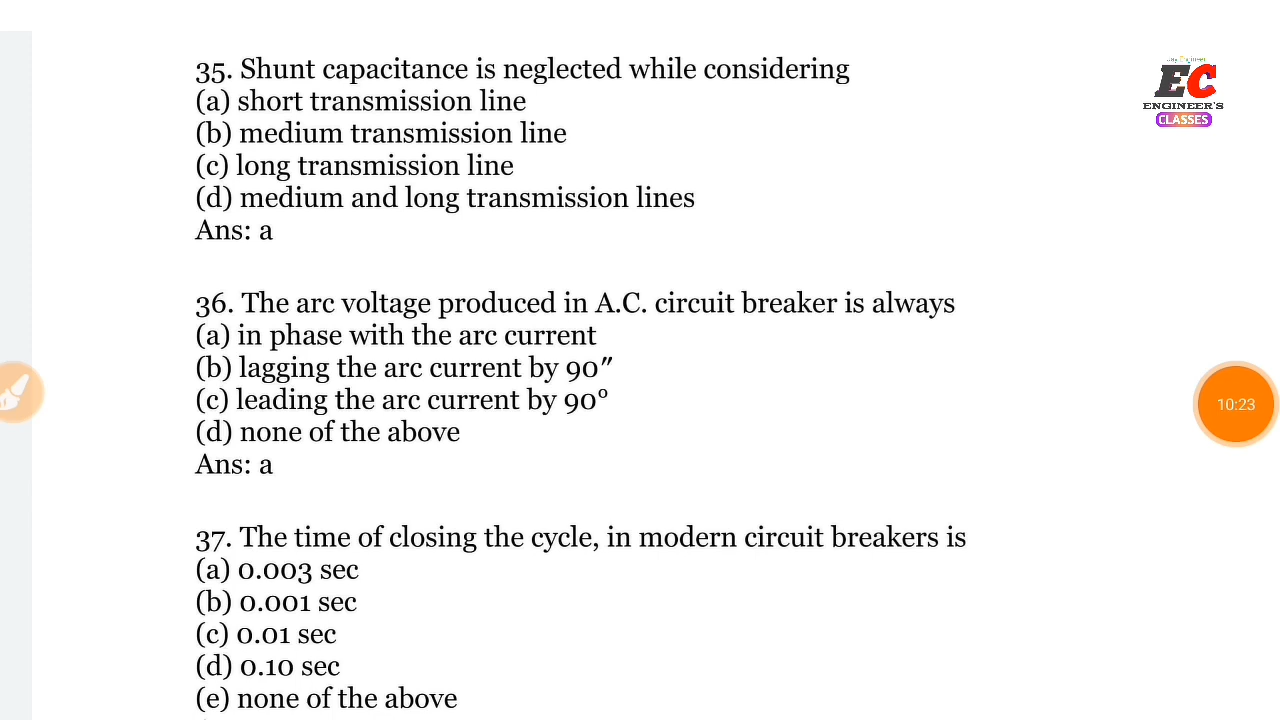 35. Shunt capacitance is neglected while considering
(a) short transmission line
(b) medium transmission line
(c) long transmission line
(d) medium and long transmission lines
Ans: a
36. The arc voltage produced in A.C. circuit breaker is always
(a) in phase with the arc current
(b) lagging the arc current by 90″
(c) leading the arc current by 90°
(d) none of the above
Ans: a
37. The time of closing the cycle, in modern circuit breakers is
(a) 0.003 sec
(b) 0.001 sec
(c) 0.01 sec
(d) 0.10 sec
(e) none of the above
EC
ENGINEER'S
CLASSES
10:23